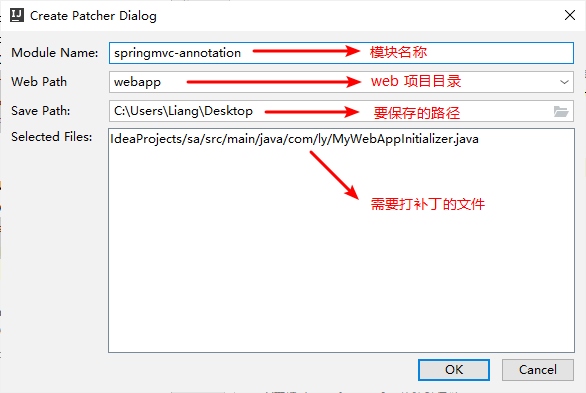 Create Patcher Dialog
Module Name: springmvc-annotation 模块名称
Web Path webapp web 项目目录
Save Path: C:\Users\Liang\Desktop 要保存的路径
Selected Files: IdeaProjects/sa/src/main/java/com/ly/MyWebAppInitializer.java
需要打补丁的文件
OK Cancel